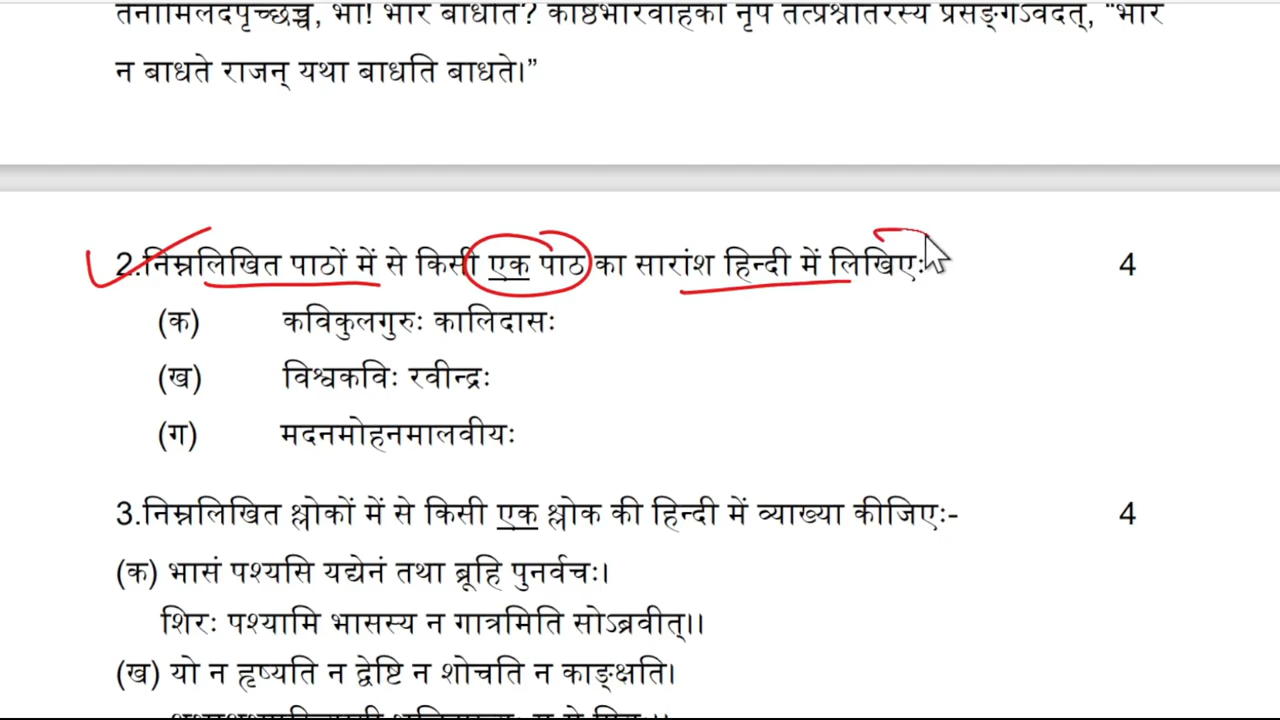 न बाधते राजन् यथा बाधति बाधते।”
2.निम्नलिखित पाठों में से किसी एक पाठ का सारांश हिन्दी में लिखिएः 4
(क) कविकुलगुरुः कालिदासः
(ख) विश्वकविः रवीन्द्रः
(ग) मदनमोहनमालवीयः
3.निम्नलिखित श्लोकों में से किसी एक श्लोक की हिन्दी में व्याख्या कीजिएः- 4
(क) भासं पश्यसि यद्येनं तथा ब्रूहि पुनर्वचः।
शिरः पश्यामि भासस्य न गात्रमिति सोऽब्रवीत्।।
(ख) यो न हृष्यति न द्वेष्टि न शोचति न काङ्क्षति।